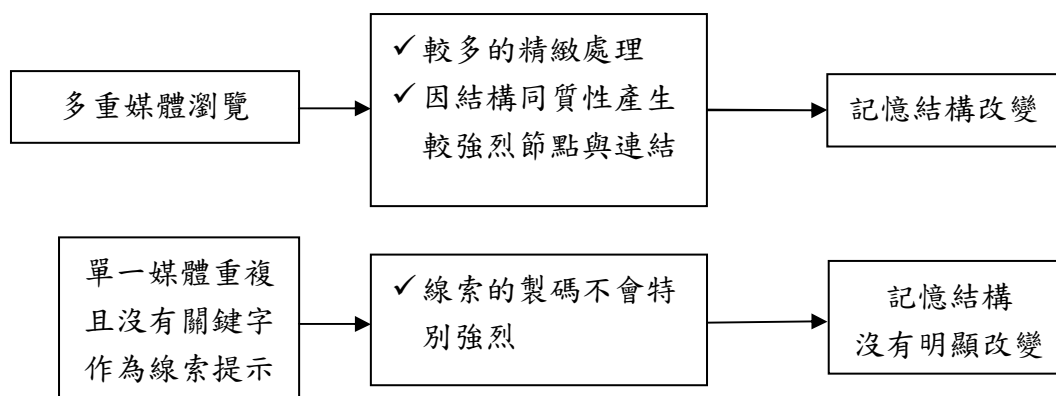 多重媒體瀏覽
✓ 較多的精緻處理
✓ 因結構同質性產生
較強烈節點與連結
記憶結構改變
單一媒體重複
且沒有關鍵字
作為線索提示
✓ 線索的製碼不會特
別強烈
記憶結構
沒有明顯改變